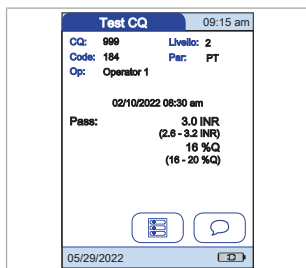 Test CQ 09:15 am
CQ: 999 Livello: 2
Code: 184 Par: PT
Op: Operator 1
02/10/2022 08:30 am
Pass: 3.0 INR
(2.6 - 3.2 INR)
16 %Q
(16 - 20 %Q)
05/29/2022